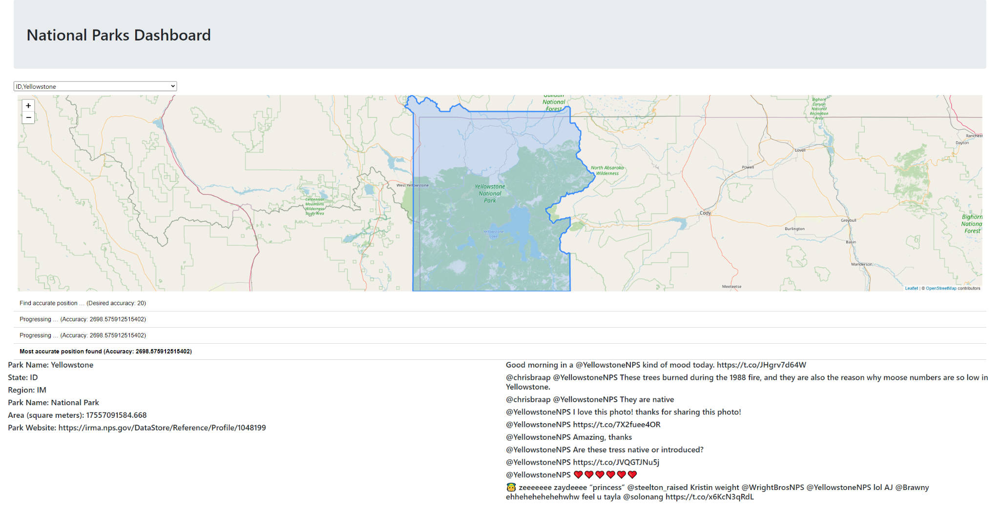 National Parks Dashboard
ID,Yellowstone
+
−
Gallatin
National
Forest
Bighorn
Canyon
National
Recreation
Area
Ranchest
Dayton
Lovell
Powell
North Absaroka
Wilderness
West Yellowstone
Yellowstone
National
Park
Centennial
Mountains
Wilderness
Study Area
Cody
Greybull
Bighorn
Nationa
Forest
Burlington
Yellowstone
Lake
Basin
Manderson
Meeteetse
Leaflet | © OpenStreetMap contributors
Find accurate position ... (Desired accuracy: 20)
Progressing ... (Accuracy: 2698.575912515402)
Progressing ... (Accuracy: 2698.575912515402)
Most accurate position found (Accuracy: 2698.575912515402)
Park Name: Yellowstone
State: ID
Region: IM
Park Name: National Park
Area (square meters): 17557091584.668
Park Website: https://irma.nps.gov/DataStore/Reference/Profile/1048199
Good morning in a @YellowstoneNPS kind of mood today. https://t.co/JHgrv7d64W
@chrisbraap @YellowstoneNPS These trees burned during the 1988 fire, and they are also the reason why moose numbers are so low in
Yellowstone.
@chrisbraap @YellowstoneNPS They are native
@YellowstoneNPS I love this photo! thanks for sharing this photo!
@YellowstoneNPS https://t.co/7X2fuee4OR
@YellowstoneNPS Amazing, thanks
@YellowstoneNPS Are these tress native or introduced?
@YellowstoneNPS https://t.co/JVQGTJNu5j
@YellowstoneNPS ❤️❤️❤️❤️❤️❤️
😇 zeeeeeee zaydeeee “princess” @steelton_raised Kristin weight @WrightBrosNPS @YellowstoneNPS lol AJ @Brawny
ehhehehehehehwhw feel u tayla @solonang https://t.co/x6KcN3qRdL